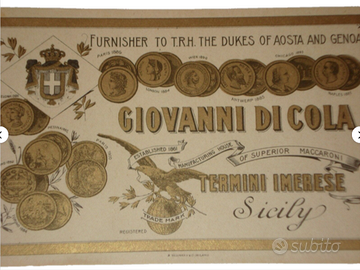 FURNISHER TO T.R.H. THE DUKES OF AOSTA AND GENOA
GIOVANNI DI COLA
ESTABLISHED
MANUFACTURING HOUSE
OF SUPERIOR MACCARONI
TERMINI IMERESE
Sicily
TRADE MARK
REGISTERED
subito